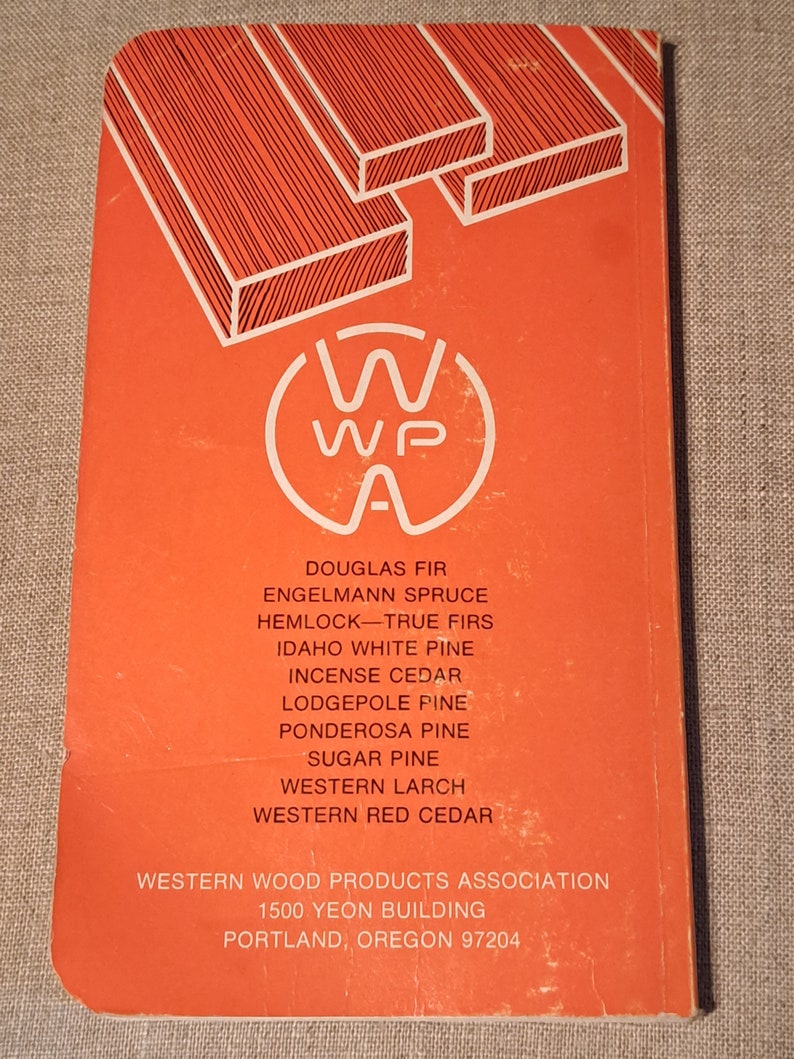 W
WP
A
DOUGLAS FIR
ENGELMANN SPRUCE
HEMLOCK—TRUE FIRS
IDAHO WHITE PINE
INCENSE CEDAR
LODGEPOLE PINE
PONDEROSA PINE
SUGAR PINE
WESTERN LARCH
WESTERN RED CEDAR
WESTERN WOOD PRODUCTS ASSOCIATION
1500 YEON BUILDING
PORTLAND, OREGON 97204